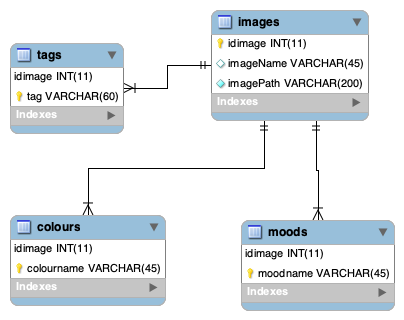 images
idimage INT(11)
imageName VARCHAR(45)
imagePath VARCHAR(200)
Indexes
tags
idimage INT(11)
tag VARCHAR(60)
Indexes
colours
idimage INT(11)
colourname VARCHAR(45)
Indexes
moods
idimage INT(11)
moodname VARCHAR(45)
Indexes